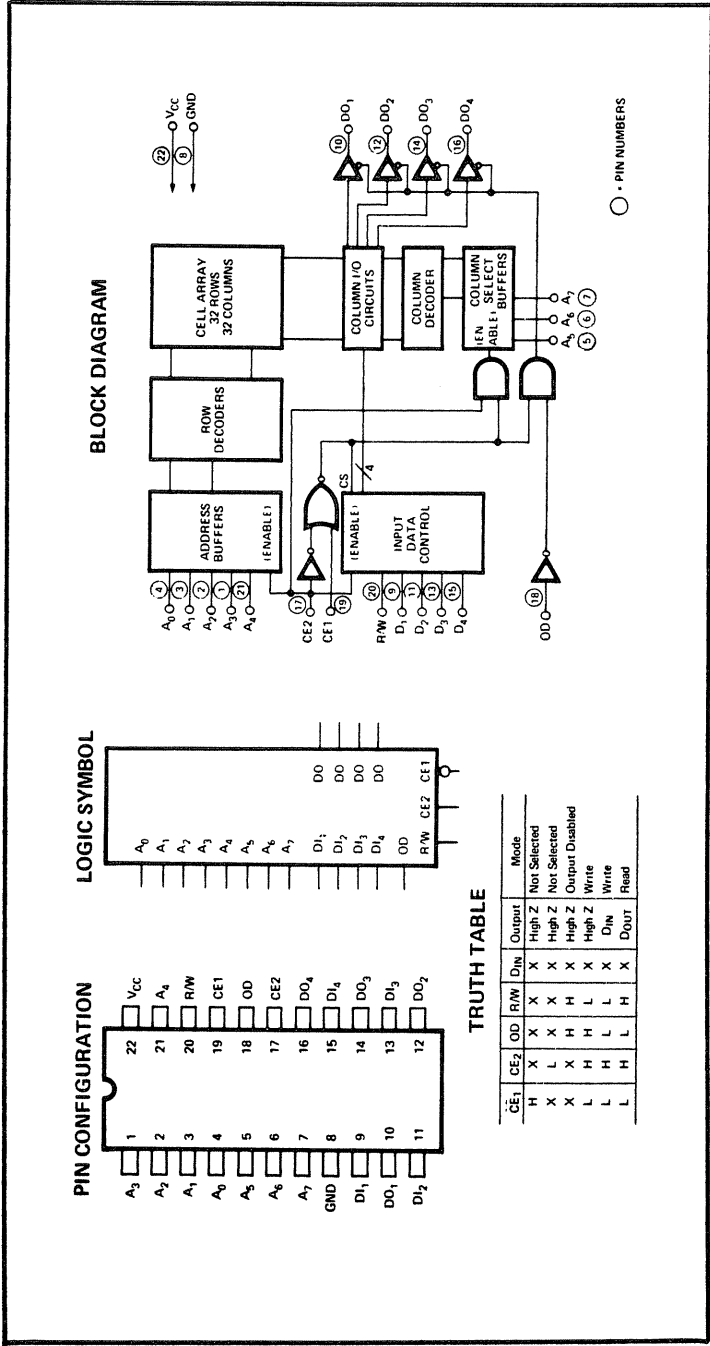 PIN CONFIGURATION
A3 1 22 VCC
A2 2 21 A4
A1 3 20 R/W
A0 4 19 CE1
A5 5 18 OD
A6 6 17 CE2
A7 7 16 DO4
GND 8 15 DI4
DI1 9 14 DO3
DO1 10 13 DI3
DI2 11 12 DO2
LOGIC SYMBOL
A0
A1
A2
A3
A4
A5
A6
A7
DI1 DO
DI2 DO
DI3 DO
DI4 DO
OD
R/W CE2 CE1
TRUTH TABLE
CE1 CE2 OD R/W DIN Output Mode
H X X X X High Z Not Selected
X L X X X High Z Not Selected
X X H H X High Z Output Disabled
L H H L X High Z Write
L H L L X DIN Write
L H L H X DOUT Read
BLOCK DIAGRAM
A0 4
A1 3
A2 2
A3 1
A4 21
ADDRESS
BUFFERS
(ENABLE)
ROW
DECODERS
CELL ARRAY
32 ROWS
32 COLUMNS
22 VCC
8 GND
CE2 17
CE1 19
R/W 20
D1 9
D2 11
D3 13
D4 15
(ENABLE) CS
INPUT
DATA
CONTROL
4
COLUMN I/O
CIRCUITS
COLUMN
DECODER
(EN
ABLE)
COLUMN
SELECT
BUFFERS
A5 A6 A7
5 6 7
10 DO1
12 DO2
14 DO3
16 DO4
OD 18
• PIN NUMBERS